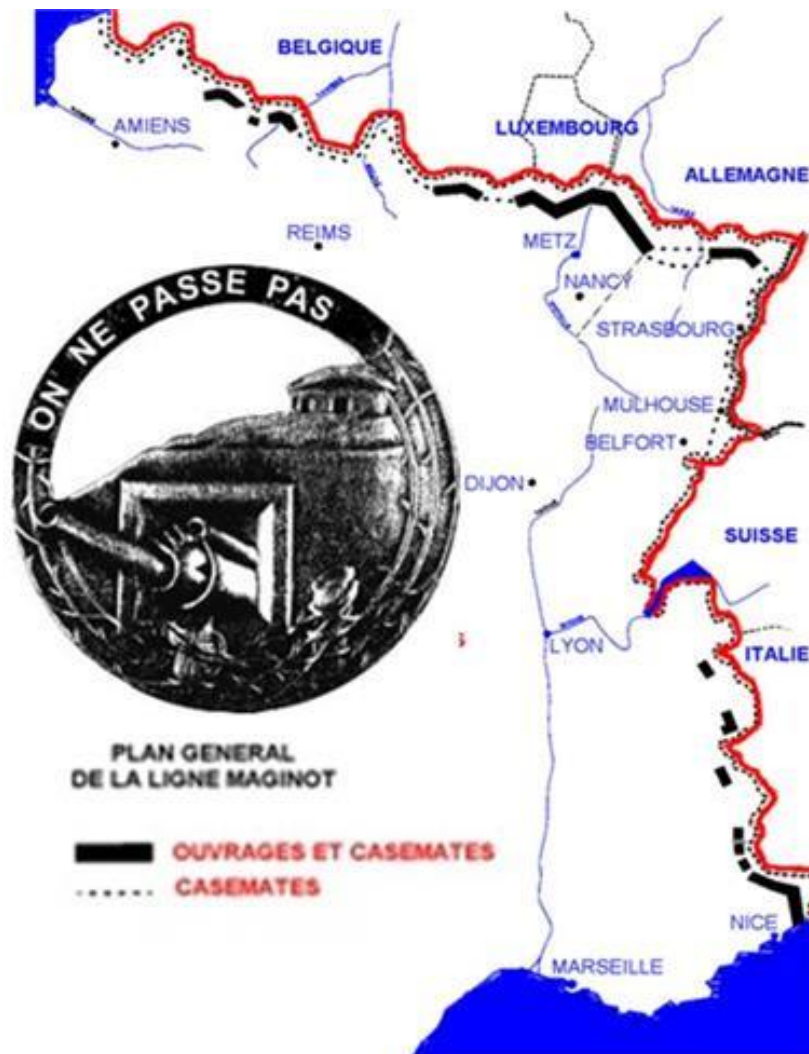 BELGIQUE
AMIENS
LUXEMBOURG
ALLEMAGNE
REIMS
METZ
NANCY
STRASBOURG
ON NE PASSE PAS
MULHOUSE
BELFORT
DIJON
SUISSE
LYON
ITALIE
PLAN GENERAL
DE LA LIGNE MAGINOT
OUVRAGES ET CASEMATES
CASEMATES
NICE
MARSEILLE